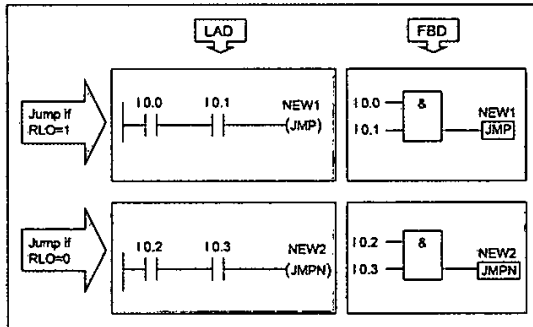 LAD
FBD
Jump if
RLO=1
I 0.0
I 0.1
NEW1
(JMP)
I 0.0
&
I 0.1
NEW1
JMP
Jump if
RLO=0
I 0.2
I 0.3
NEW2
(JMPN)
I 0.2
&
I 0.3
NEW2
JMPN